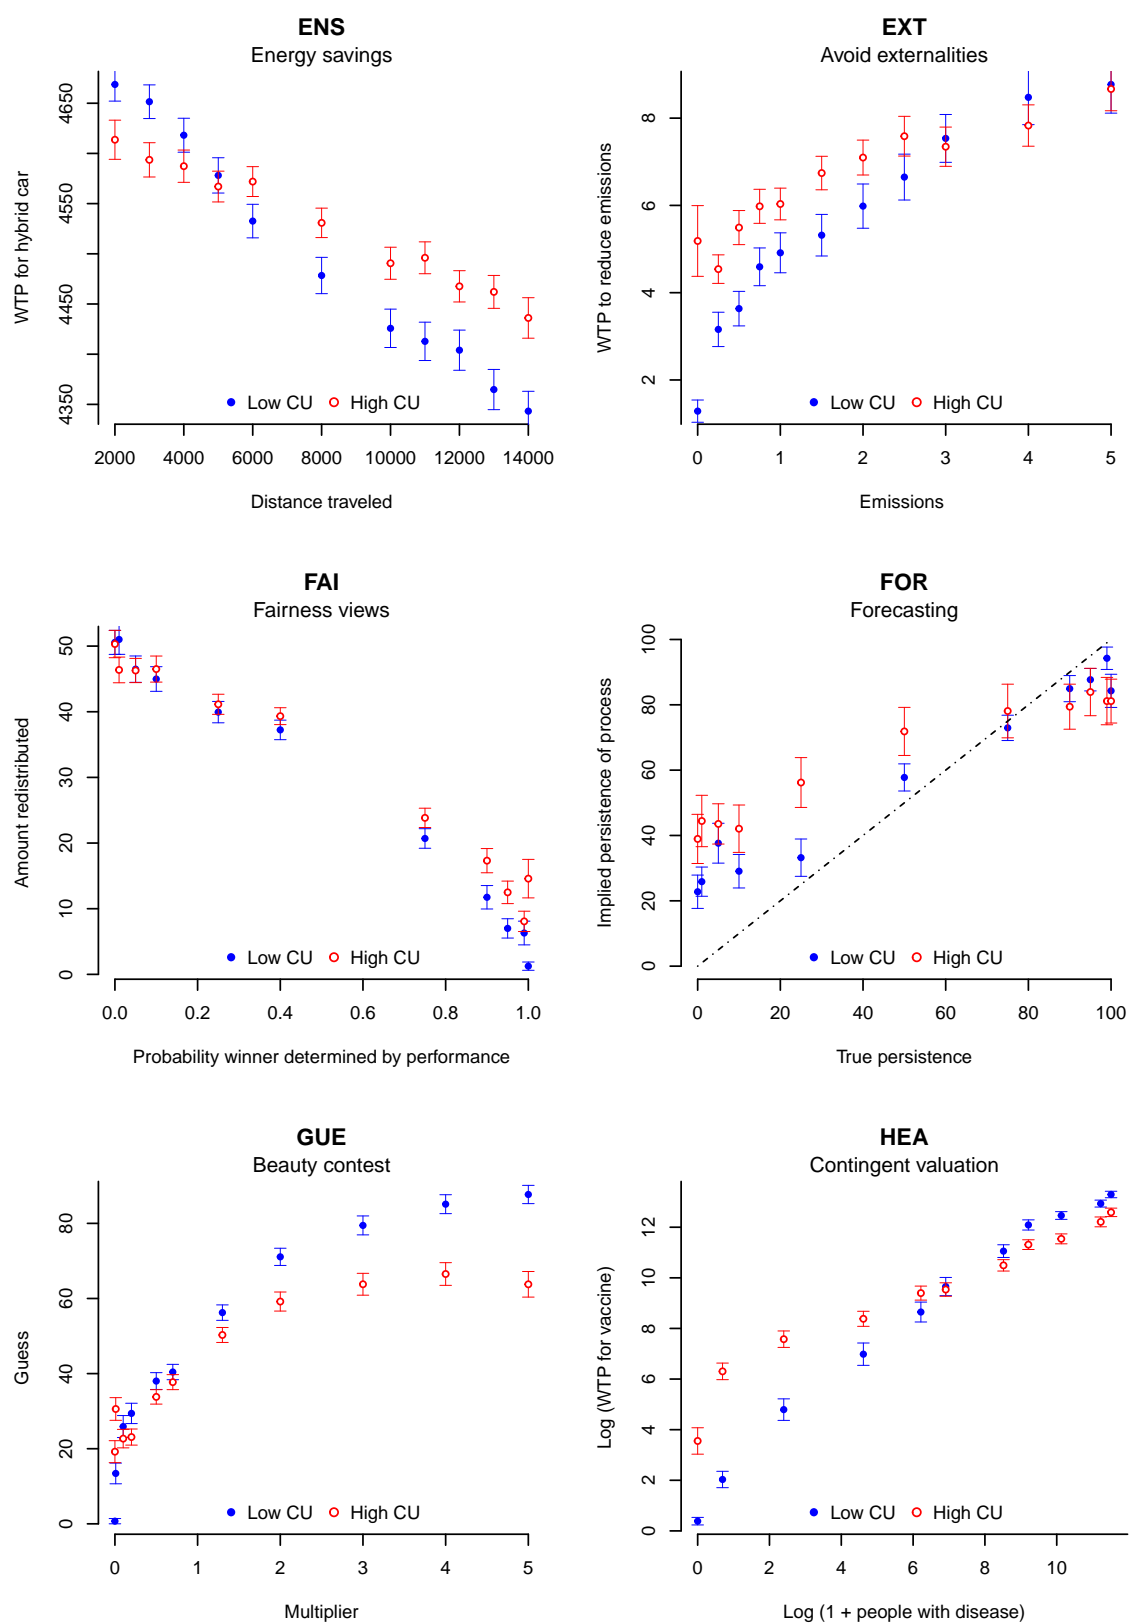 ENS
Energy savings
WTP for hybrid car
4650
4550
4450
4350
Low CU High CU
2000 4000 6000 8000 10000 12000 14000
Distance traveled
EXT
Avoid externalities
WTP to reduce emissions
8
6
4
2
Low CU High CU
0 1 2 3 4 5
Emissions
FAI
Fairness views
Amount redistributed
50
40
30
20
10
0
Low CU High CU
0.0 0.2 0.4 0.6 0.8 1.0
Probability winner determined by performance
FOR
Forecasting
Implied persistence of process
100
80
60
40
20
0
Low CU High CU
0 20 40 60 80 100
True persistence
GUE
Beauty contest
Guess
80
60
40
20
0
Low CU High CU
0 1 2 3 4 5
Multiplier
HEA
Contingent valuation
Log (WTP for vaccine)
12
10
8
6
4
2
0
Low CU High CU
0 2 4 6 8 10
Log (1 + people with disease)